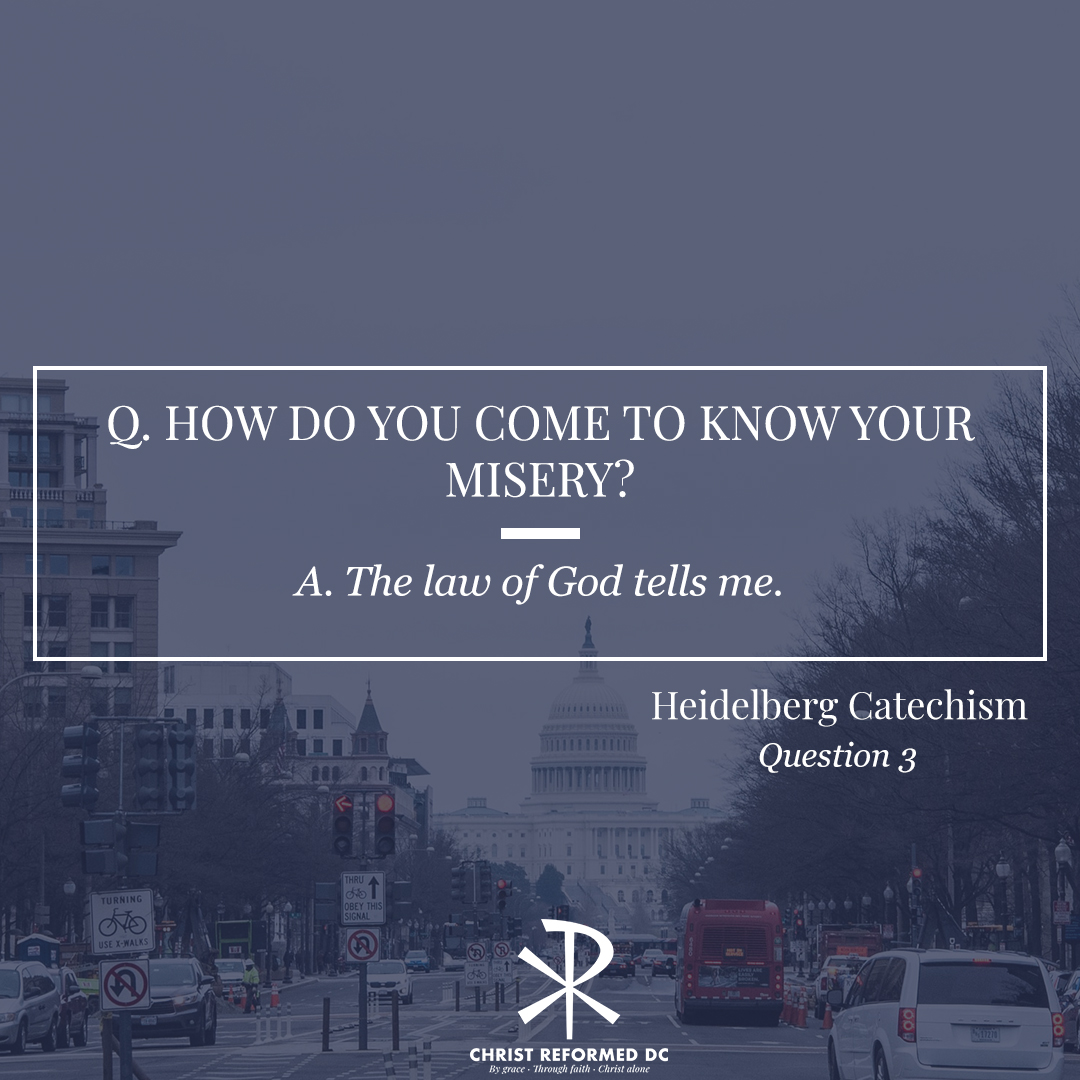 Q. HOW DO YOU COME TO KNOW YOUR
MISERY?
A. The law of God tells me.
Heidelberg Catechism
Question 3
THRU
OBEY THIS
SIGNAL
TURNING
USE X-WALKS
CHRIST REFORMED DC
By grace · Through faith · Christ alone